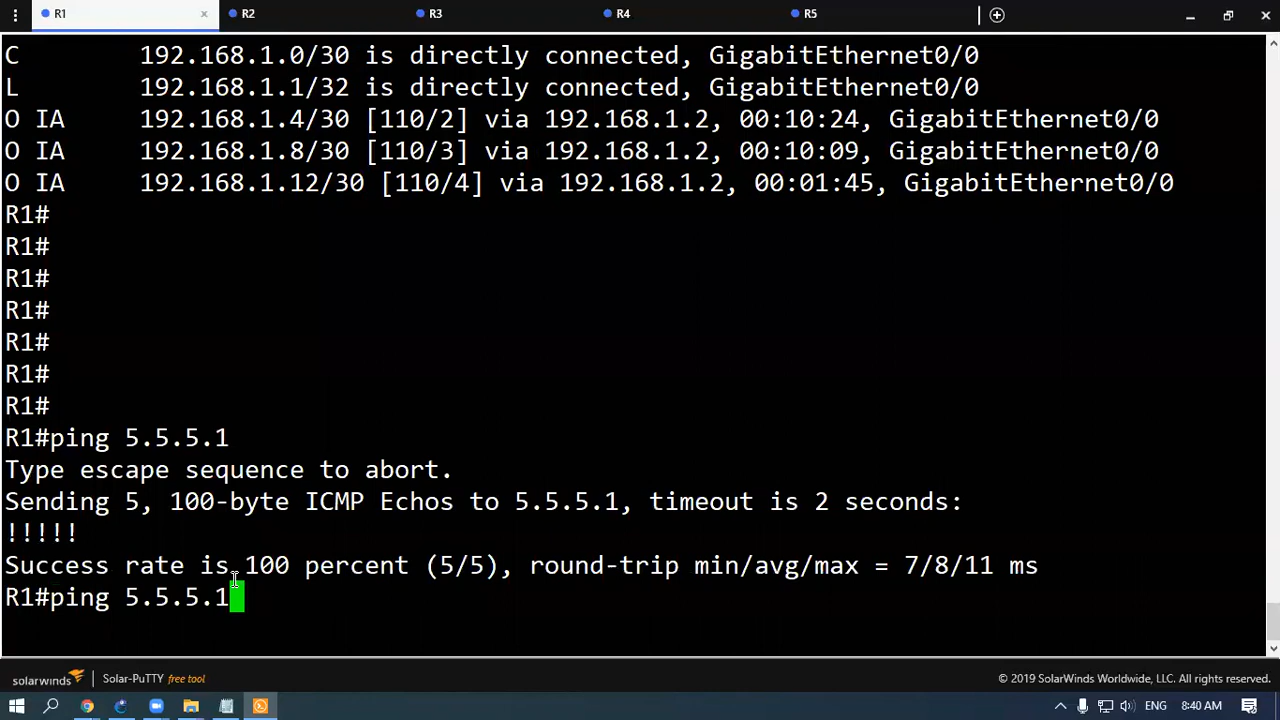 R1
R2
R3
R4
R5
C        192.168.1.0/30 is directly connected, GigabitEthernet0/0
L        192.168.1.1/32 is directly connected, GigabitEthernet0/0
O IA     192.168.1.4/30 [110/2] via 192.168.1.2, 00:10:24, GigabitEthernet0/0
O IA     192.168.1.8/30 [110/3] via 192.168.1.2, 00:10:09, GigabitEthernet0/0
O IA     192.168.1.12/30 [110/4] via 192.168.1.2, 00:01:45, GigabitEthernet0/0
R1#
R1#
R1#
R1#
R1#
R1#
R1#
R1#ping 5.5.5.1
Type escape sequence to abort.
Sending 5, 100-byte ICMP Echos to 5.5.5.1, timeout is 2 seconds:
!!!!!
Success rate is 100 percent (5/5), round-trip min/avg/max = 7/8/11 ms
R1#ping 5.5.5.1
solarwinds | Solar-PuTTY free tool
© 2019 SolarWinds Worldwide, LLC. All rights reserved.
ENG 8:40 AM